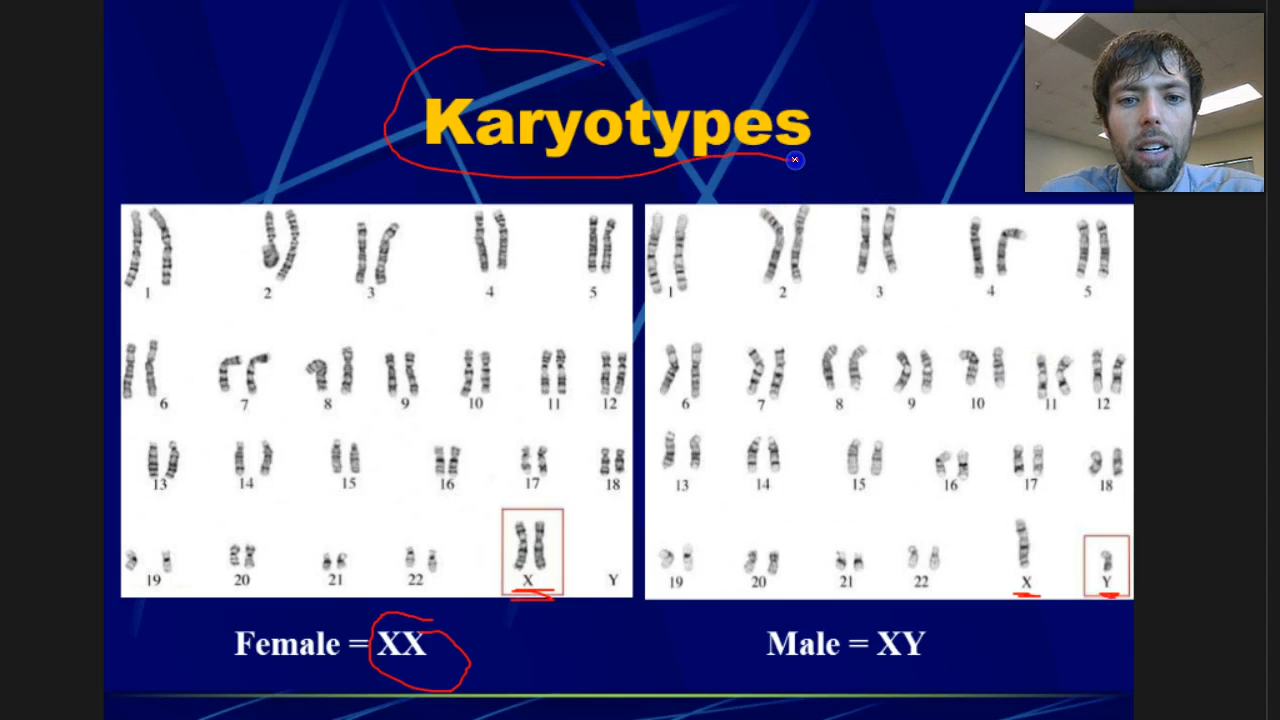 Karyotypes
1 2 3 4 5
6 7 8 9 10 11 12
13 14 15 16 17 18
19 20 21 22 X Y
Female = XX
1 2 3 4 5
6 7 8 9 10 11 12
13 14 15 16 17 18
19 20 21 22 X Y
Male = XY